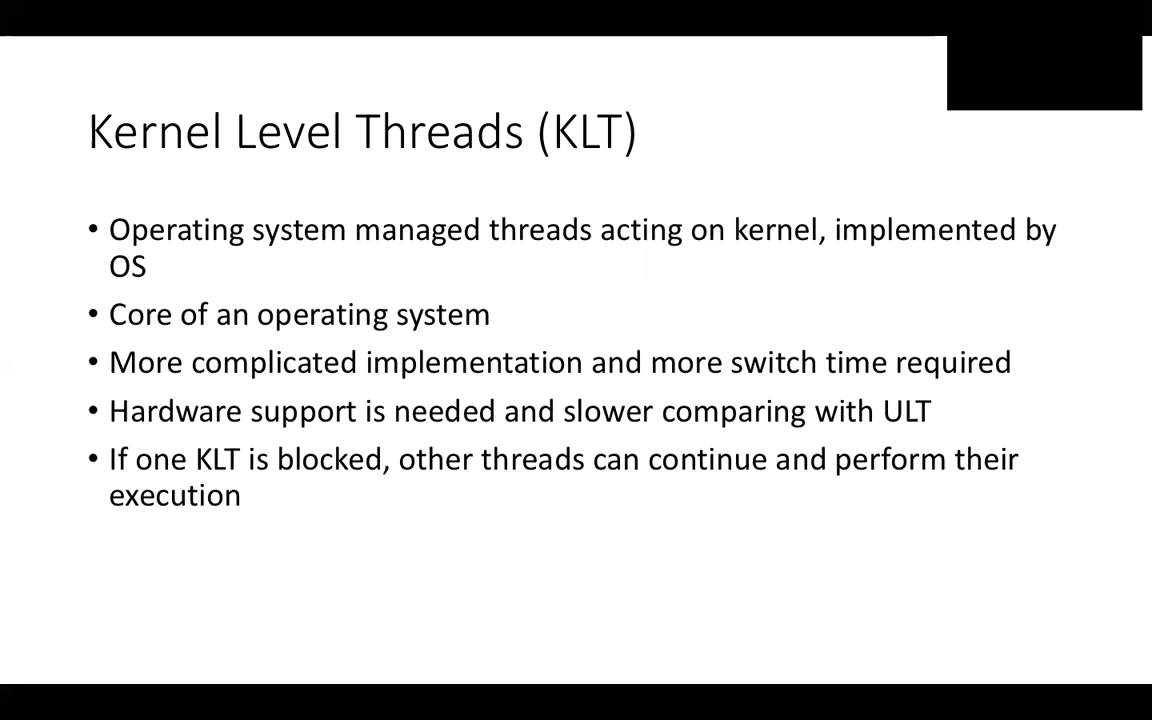 Kernel Level Threads (KLT)
• Operating system managed threads acting on kernel, implemented by
OS
• Core of an operating system
• More complicated implementation and more switch time required
• Hardware support is needed and slower comparing with ULT
• If one KLT is blocked, other threads can continue and perform their
execution